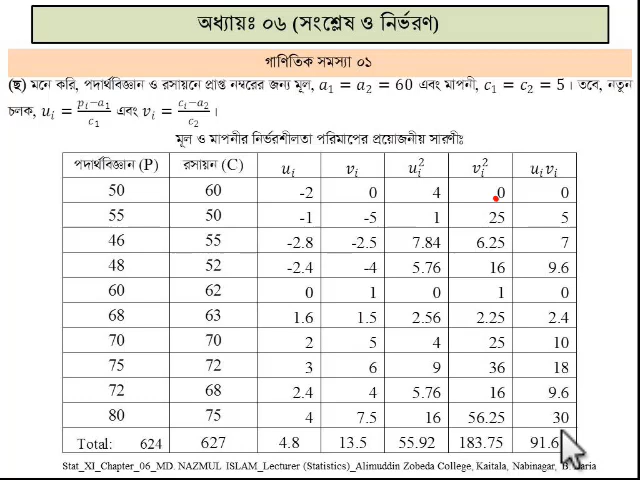 অধ্যায়ঃ ০৬ (সংশ্লেষ ও নির্ভরণ)
গাণিতিক সমস্যা ০১
(ছ) মনে করি, পদার্থবিজ্ঞান ও রসায়নে প্রাপ্ত নম্বরের জন্য মূল, a₁ = a₂ = 60 এবং মাপনী, c₁ = c₂ = 5। তবে, নতুন
চলক, uᵢ = (pᵢ−a₁)/c₁ এবং vᵢ = (cᵢ−a₂)/c₂ ।
মূল ও মাপনীর নির্ভরশীলতা পরিমাপের প্রয়োজনীয় সারণীঃ
পদার্থবিজ্ঞান (P) রসায়ন (C) uᵢ vᵢ uᵢ² vᵢ² uᵢvᵢ
50 60 -2 0 4 0 0
55 50 -1 -5 1 25 5
46 55 -2.8 -2.5 7.84 6.25 7
48 52 -2.4 -4 5.76 16 9.6
60 62 0 1 0 1 0
68 63 1.6 1.5 2.56 2.25 2.4
70 70 2 5 4 25 10
75 72 3 6 9 36 18
72 68 2.4 4 5.76 16 9.6
80 75 4 7.5 16 56.25 30
Total: 624 627 4.8 13.5 55.92 183.75 91.6
Stat_XI_Chapter_06_MD. NAZMUL ISLAM_Lecturer (Statistics)_Alimuddin Zobeda College, Kaitala, Nabinagar,